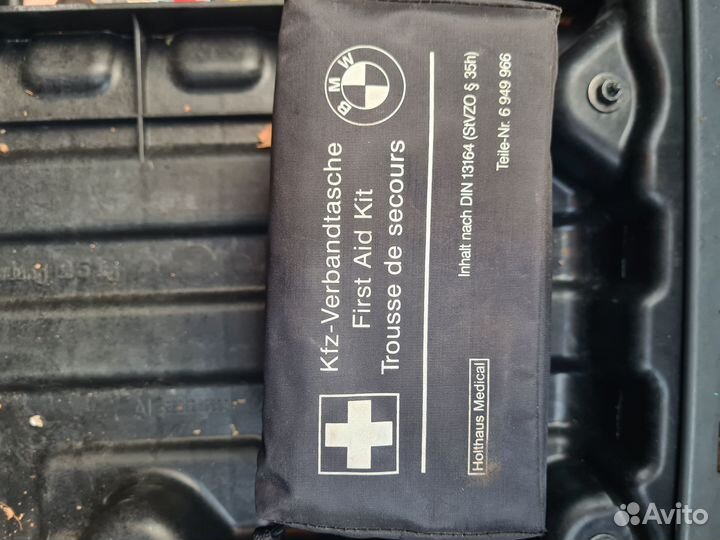 BMW
Kfz-Verbandtasche
First Aid Kit
Trousse de secours
Inhalt nach DIN 13164 (StVZO § 35h)
Teile-Nr. 6 949 966
Holthaus Medical
Avito